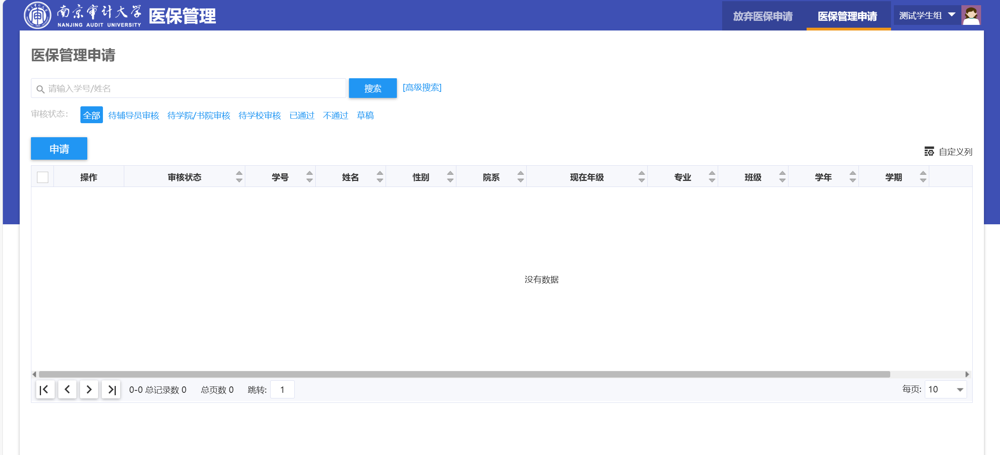 南京审计大学 医保管理
NANJING AUDIT UNIVERSITY
放弃医保申请 医保管理申请 测试学生组
医保管理申请
请输入学号/姓名 搜索 [高级搜索]
审核状态： 全部 待辅导员审核 待学院/书院审核 待学校审核 已通过 不通过 草稿
申请 自定义列
操作 审核状态 学号 姓名 性别 院系 现在年级 专业 班级 学年 学期
没有数据
0-0 总记录数 0 总页数 0 跳转: 1 每页: 10